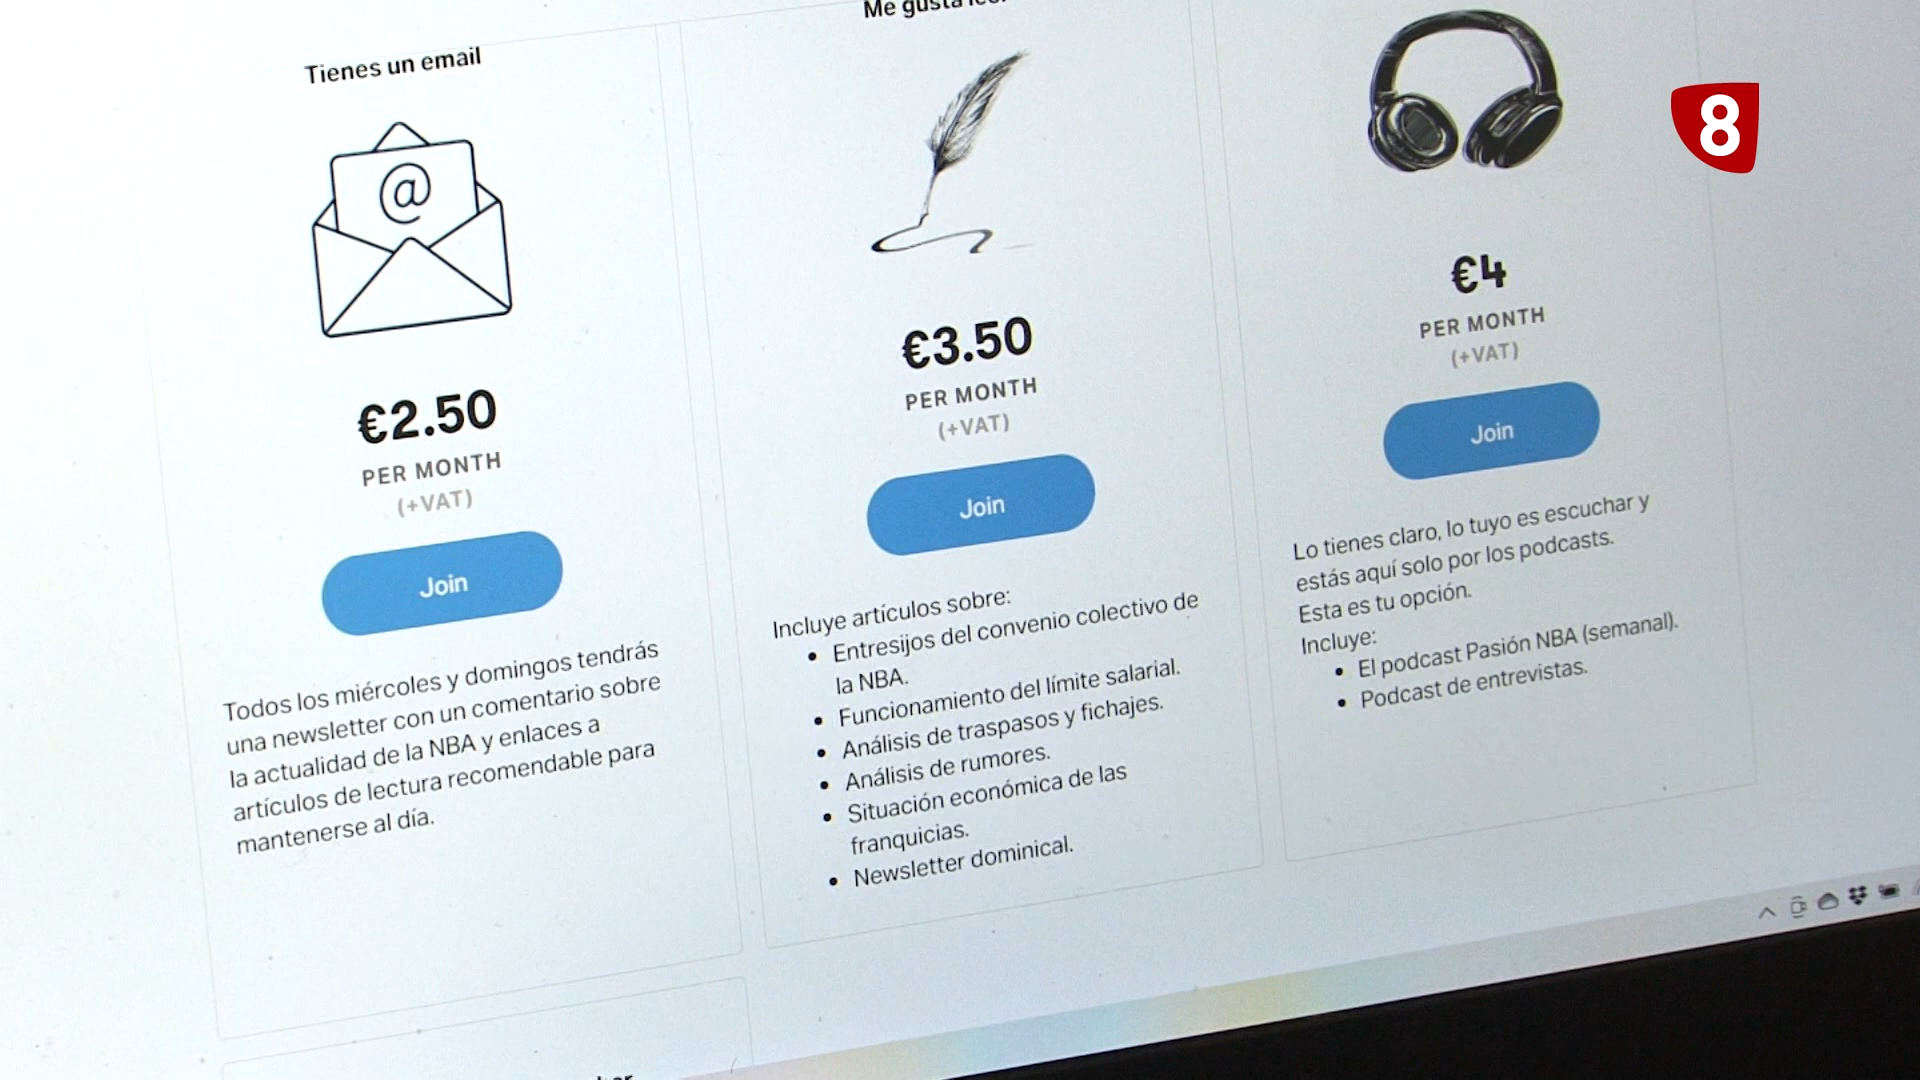 Tienes un email
@
€2.50
PER MONTH
(+VAT)
Join
Todos los miércoles y domingos tendrás
una newsletter con un comentario sobre
la actualidad de la NBA y enlaces a
artículos de lectura recomendable para
mantenerse al día.
Me gusta
€3.50
PER MONTH
(+VAT)
Join
Incluye artículos sobre:
• Entresijos del convenio colectivo de
la NBA.
• Funcionamiento del límite salarial.
• Análisis de traspasos y fichajes.
• Análisis de rumores.
• Situación económica de las
franquicias.
• Newsletter dominical.
€4
PER MONTH
(+VAT)
Join
Lo tienes claro, lo tuyo es escuchar y
estás aquí solo por los podcasts.
Esta es tu opción.
Incluye:
• El podcast Pasión NBA (semanal).
• Podcast de entrevistas.
8